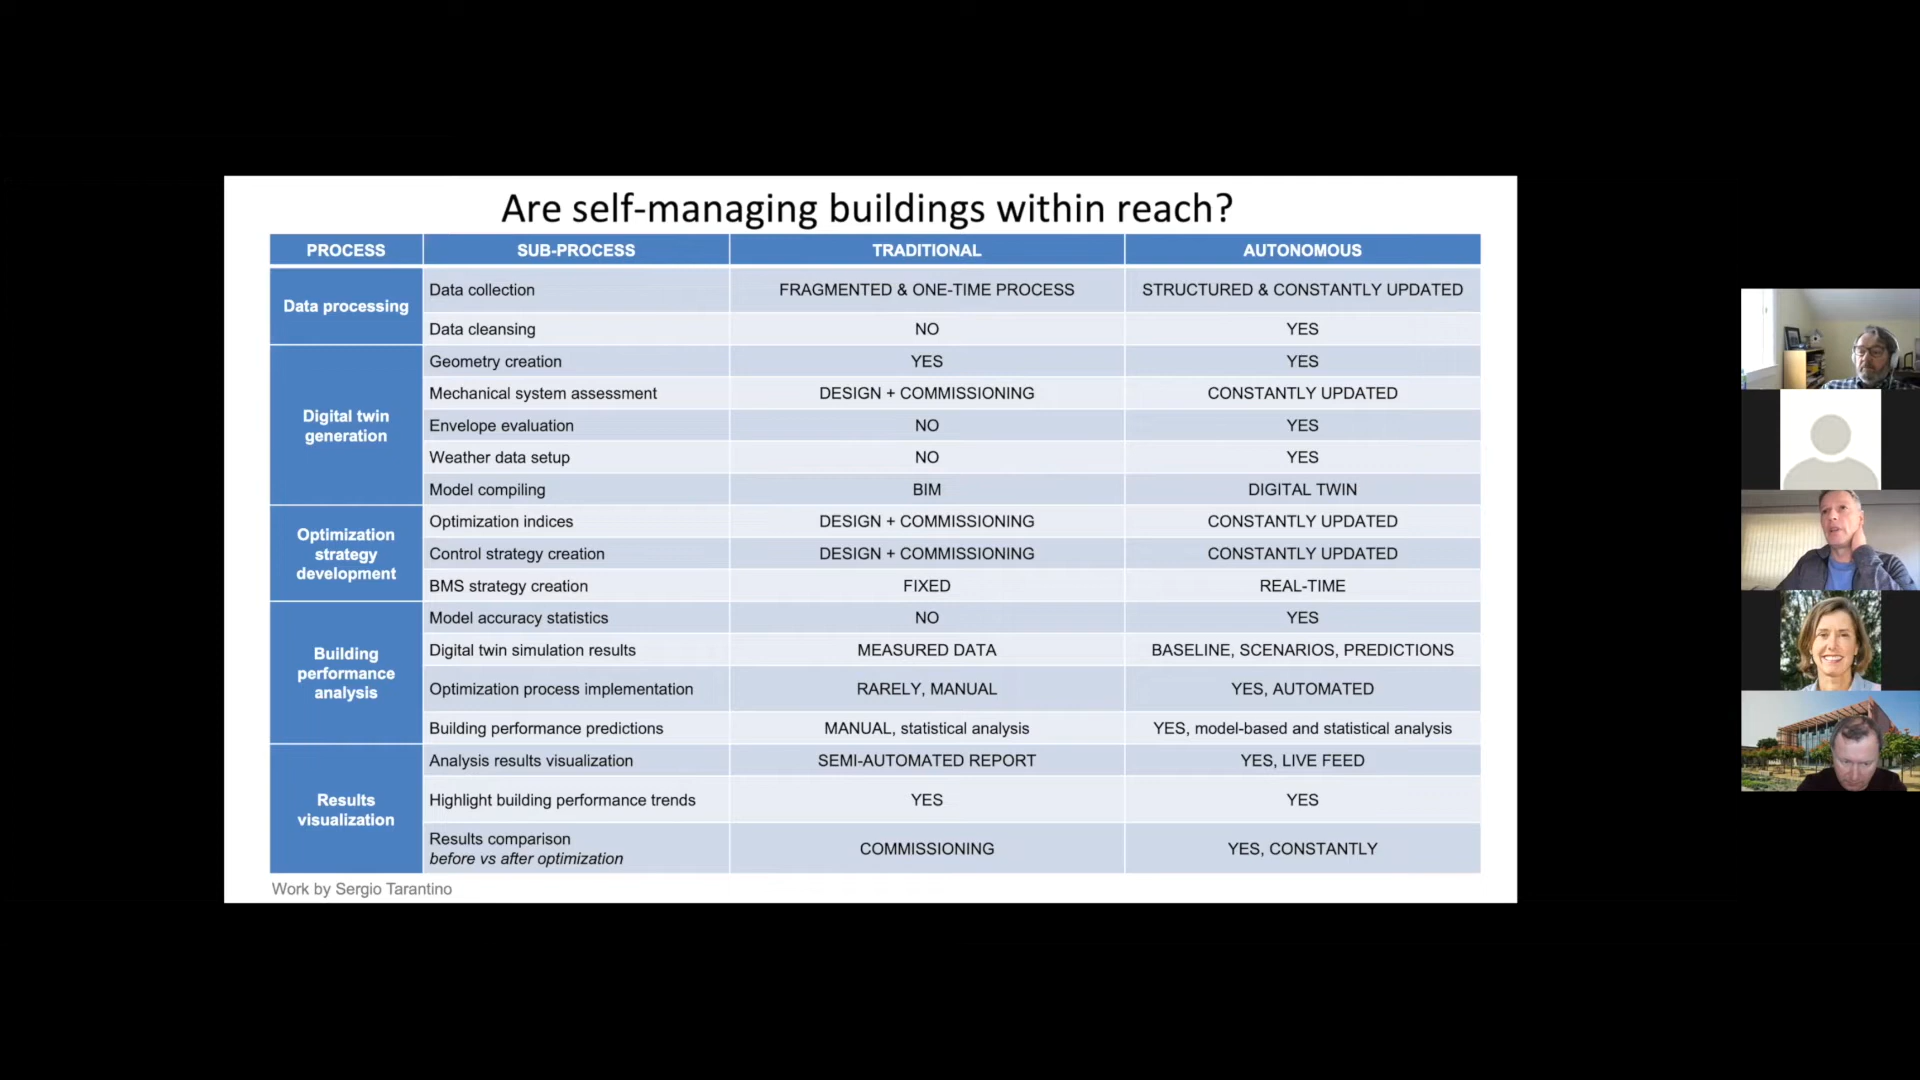 Are self-managing buildings within reach?
PROCESS SUB-PROCESS TRADITIONAL AUTONOMOUS
Data processing
Data collection FRAGMENTED & ONE-TIME PROCESS STRUCTURED & CONSTANTLY UPDATED
Data cleansing NO YES
Digital twin
generation
Geometry creation YES YES
Mechanical system assessment DESIGN + COMMISSIONING CONSTANTLY UPDATED
Envelope evaluation NO YES
Weather data setup NO YES
Model compiling BIM DIGITAL TWIN
Optimization
strategy
development
Optimization indices DESIGN + COMMISSIONING CONSTANTLY UPDATED
Control strategy creation DESIGN + COMMISSIONING CONSTANTLY UPDATED
BMS strategy creation FIXED REAL-TIME
Building
performance
analysis
Model accuracy statistics NO YES
Digital twin simulation results MEASURED DATA BASELINE, SCENARIOS, PREDICTIONS
Optimization process implementation RARELY, MANUAL YES, AUTOMATED
Building performance predictions MANUAL, statistical analysis YES, model-based and statistical analysis
Results
visualization
Analysis results visualization SEMI-AUTOMATED REPORT YES, LIVE FEED
Highlight building performance trends YES YES
Results comparison
before vs after optimization COMMISSIONING YES, CONSTANTLY
Work by Sergio Tarantino